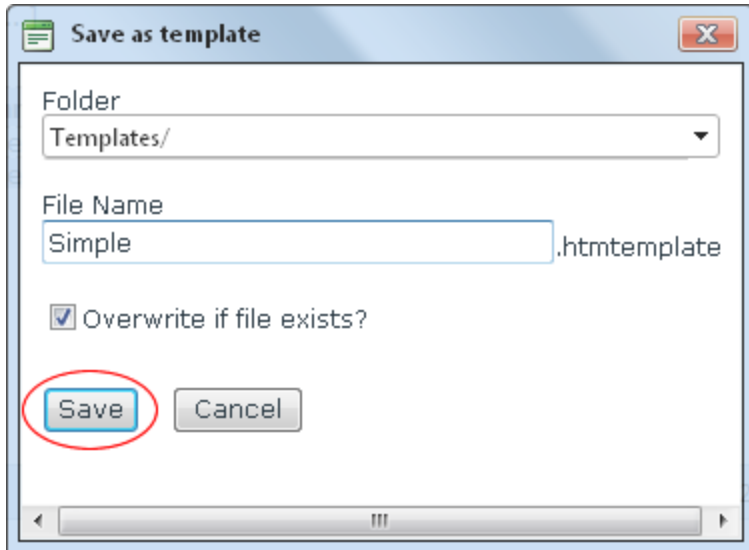 Save as template
Folder
Templates/
File Name
Simple .htmtemplate
Overwrite if file exists?
Save Cancel